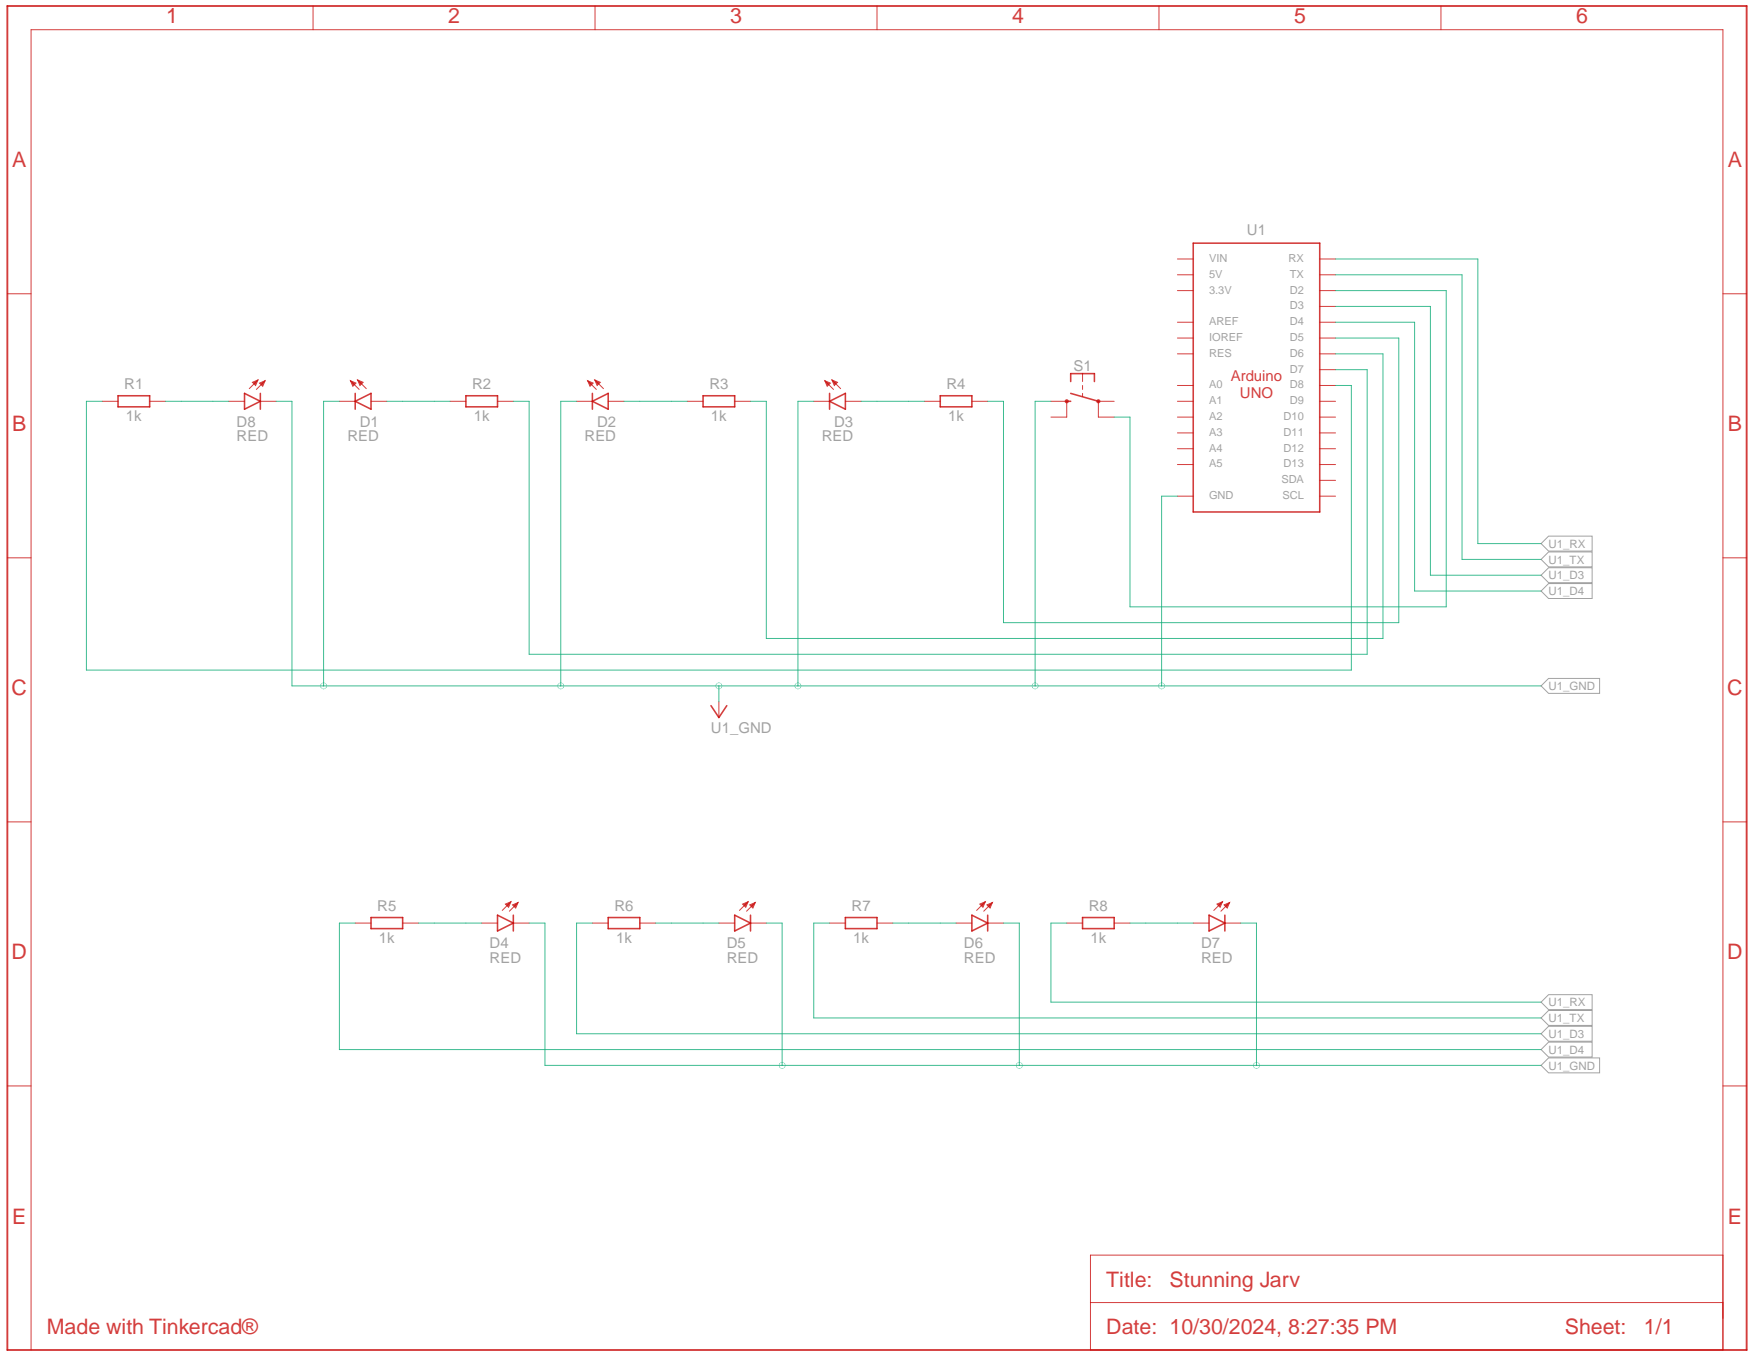 1 2 3 4 5 6
A A
U1
VIN RX
5V TX
3.3V D2
D3
AREF D4
IOREF D5
RES D6
D7
Arduino
UNO
A0 D8
A1 D9
A2 D10
A3 D11
A4 D12
A5 D13
SDA
GND SCL
R1 R2 R3 R4 S1
1k 1k 1k 1k
D8 D1 D2 D3
RED RED RED RED
B B
U1_RX
U1_TX
U1_D3
U1_D4
C C
U1_GND
U1_GND
R5 R6 R7 R8
1k 1k 1k 1k
D4 D5 D6 D7
RED RED RED RED
D D
U1_RX
U1_TX
U1_D3
U1_D4
U1_GND
E E
Title: Stunning Jarv
Made with Tinkercad®
Date: 10/30/2024, 8:27:35 PM Sheet: 1/1